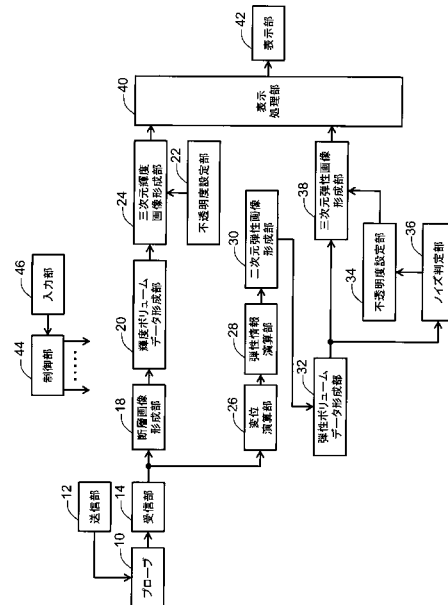 10
プローブ
12
送信部
14
受信部
18
断層画像
形成部
20
輝度ボリューム
データ形成部
22
不透明度設定部
24
三次元輝度
画像形成部
26
変位
演算部
28
弾性情報
演算部
30
二次元弾性画像
形成部
32
弾性ボリューム
データ形成部
34
不透明度設定部
36
ノイズ判定部
38
三次元弾性画像
形成部
40
表示
処理部
42
表示部
44
制御部
46
入力部